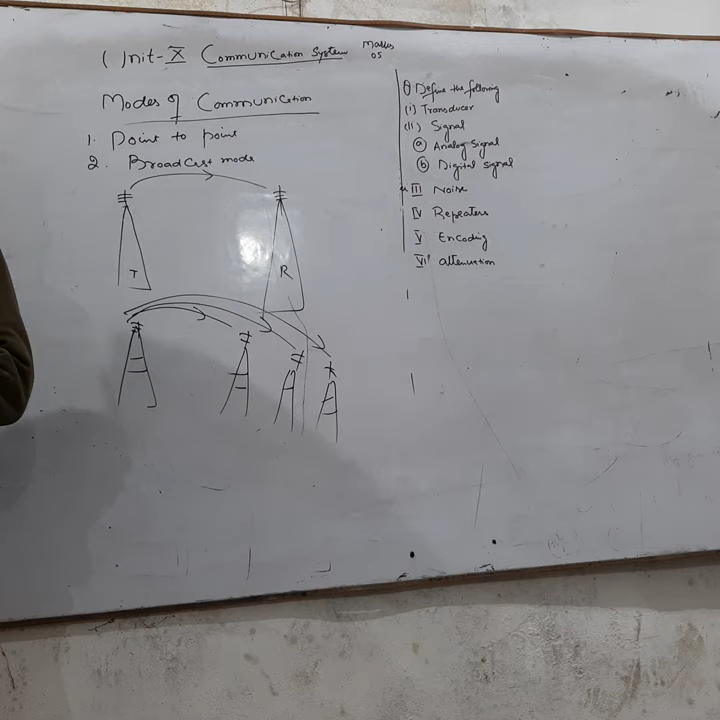 Unit-X Communication System Marks
05
Modes of Communication
1. Point to point
2. Broadcast mode
T
R
Q Define the following
(i) Transducer
(ii) Signal
(a) Analog Signal
(b) Digital signal
III Noise
IV Repeaters
V Encoding
VI attenuation